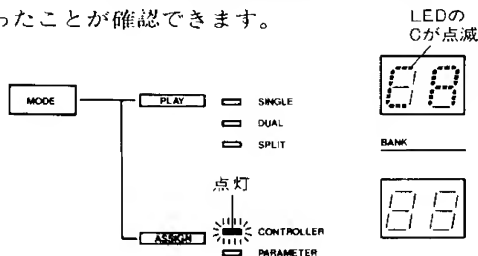 ったことが確認できます。
LEDの
Cが点滅
MODE
PLAY
SINGLE
DUAL
SPLIT
BANK
点灯
ASSIGN
CONTROLLER
PARAMETER